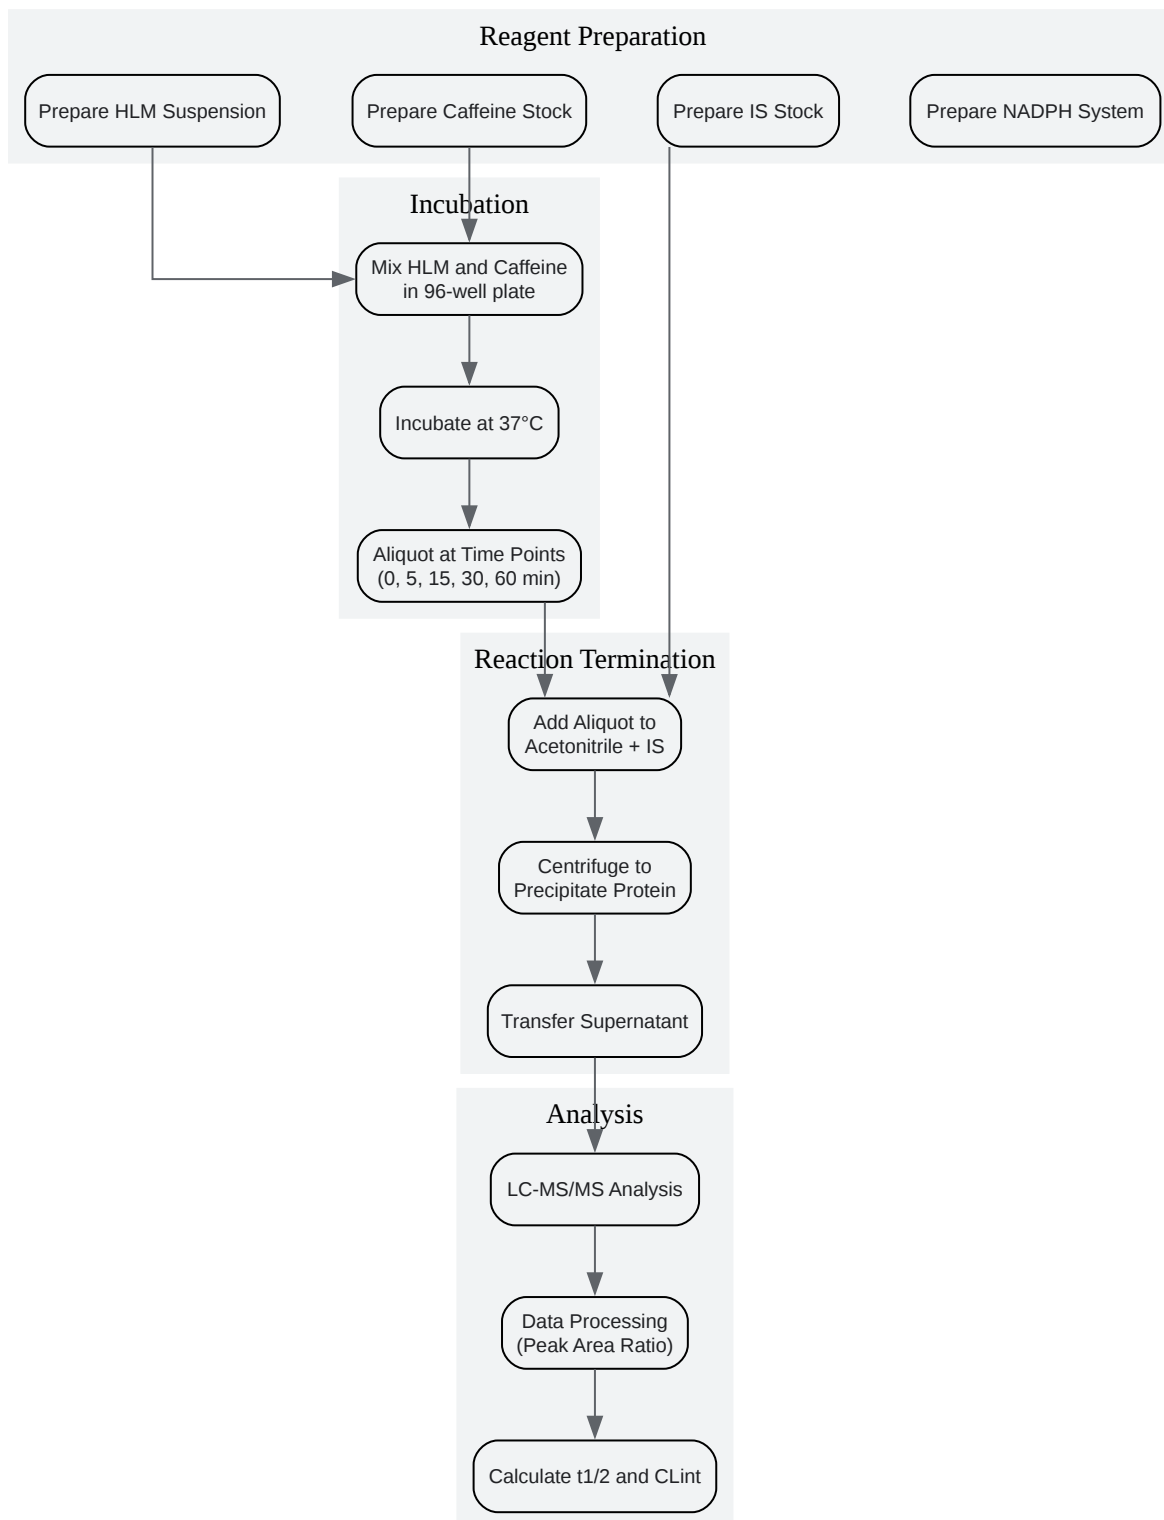 Reagent Preparation
Prepare HLM Suspension
Prepare Caffeine Stock
Prepare IS Stock
Prepare NADPH System
Incubation
Mix HLM and Caffeine
in 96-well plate
Incubate at 37°C
Aliquot at Time Points
(0, 5, 15, 30, 60 min)
Reaction Termination
Add Aliquot to
Acetonitrile + IS
Centrifuge to
Precipitate Protein
Transfer Supernatant
Analysis
LC-MS/MS Analysis
Data Processing
(Peak Area Ratio)
Calculate t1/2 and CLint